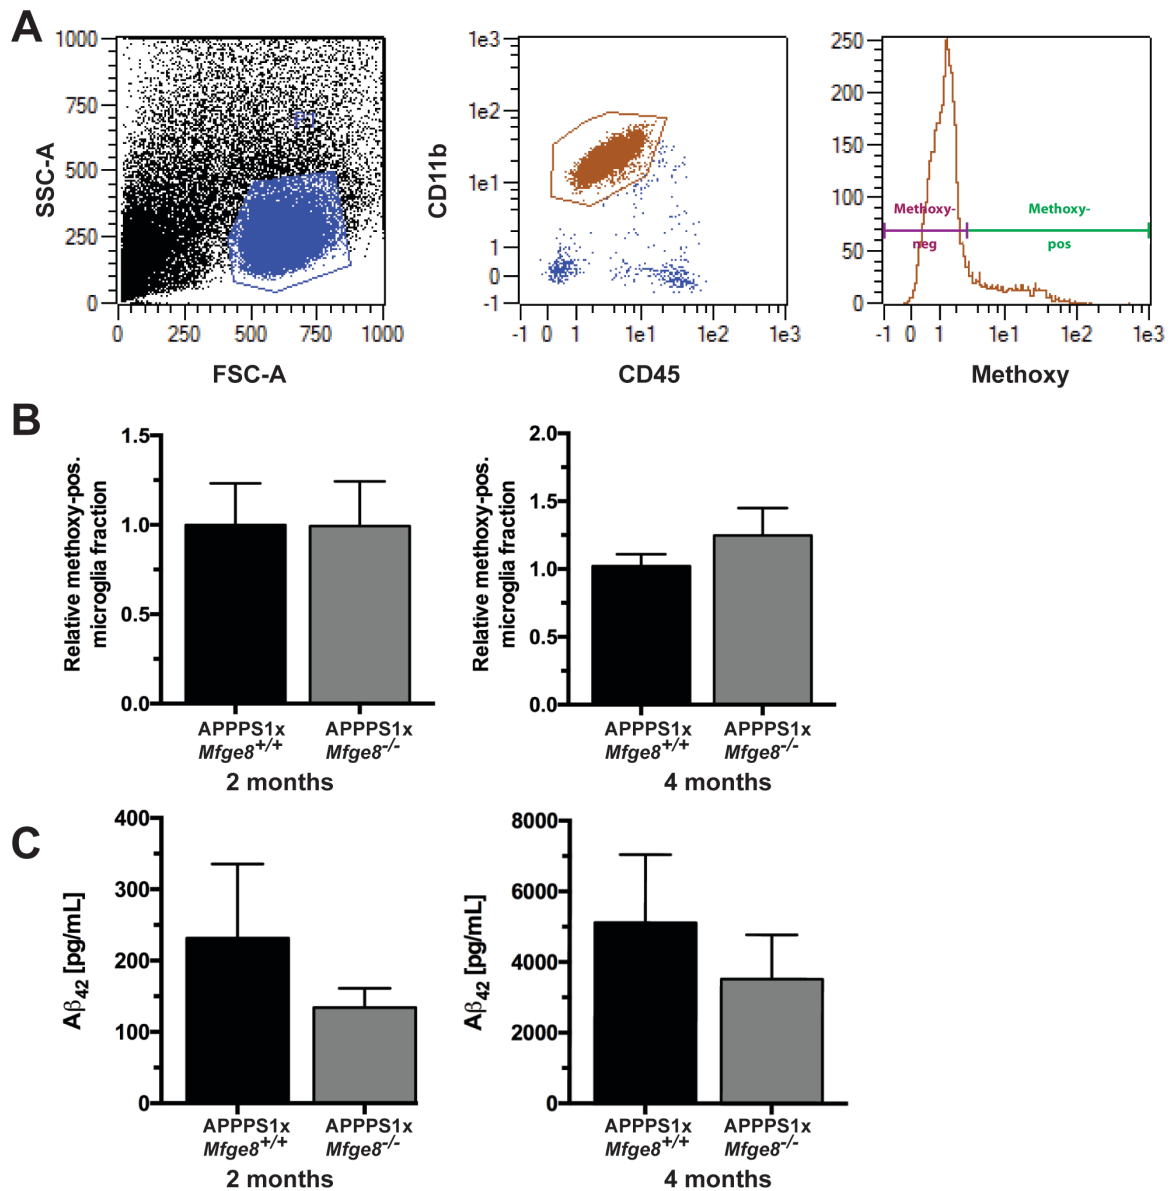 A
1000
750
500
250
0
SSC-A
P1
0 250 500 750 1000
FSC-A
1e3
1e2
1e1
1
0
-1
CD11b
-1 0 1 1e1 1e2 1e3
CD45
250
200
150
100
50
0
Methoxy-
neg
Methoxy-
pos
-1 0 1 1e1 1e2 1e3
Methoxy
B
Relative methoxy-pos.
microglia fraction
1.5
1.0
0.5
0.0
APPPS1x
Mfge8+/+
APPPS1x
Mfge8-/-
2 months
Relative methoxy-pos.
microglia fraction
2.0
1.5
1.0
0.5
0.0
APPPS1x
Mfge8+/+
APPPS1x
Mfge8-/-
4 months
C
Aβ42 [pg/mL]
400
300
200
100
0
APPPS1x
Mfge8+/+
APPPS1x
Mfge8-/-
2 months
Aβ42 [pg/mL]
8000
6000
4000
2000
0
APPPS1x
Mfge8+/+
APPPS1x
Mfge8-/-
4 months